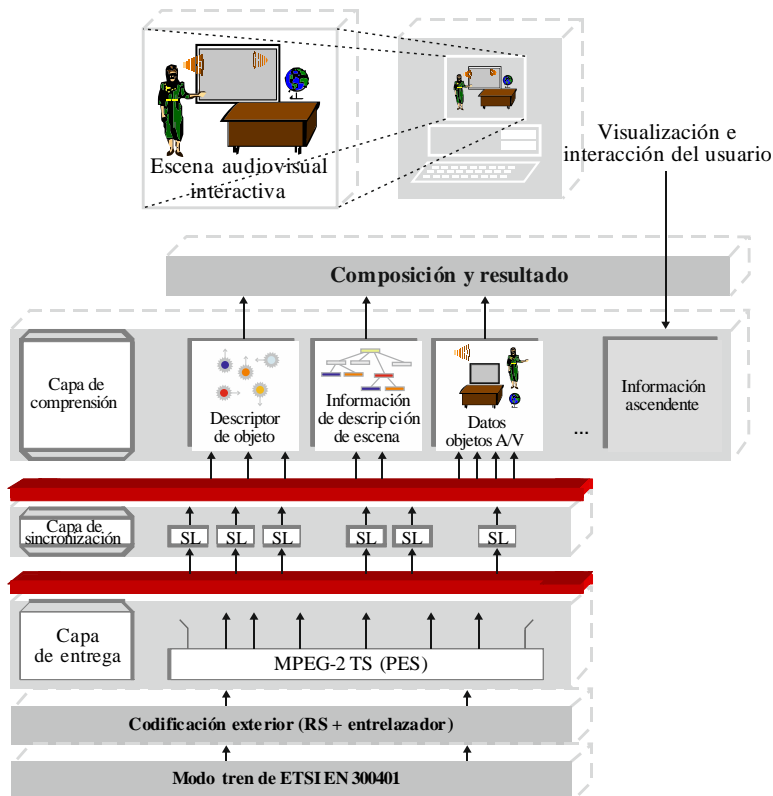 Escena audiovisual
interactiva
Visualización e
interacción del usuario
Composición y resultado
Capa de
comprensión
Descriptor
de objeto
Información
de descripción
de escena
Datos
objetos A/V
...
Información
ascendente
Capa de
sincronización
SL SL SL SL SL SL
Capa
de entrega
MPEG-2 TS (PES)
Codificación exterior (RS + entrelazador)
Modo tren de ETSI EN 300401